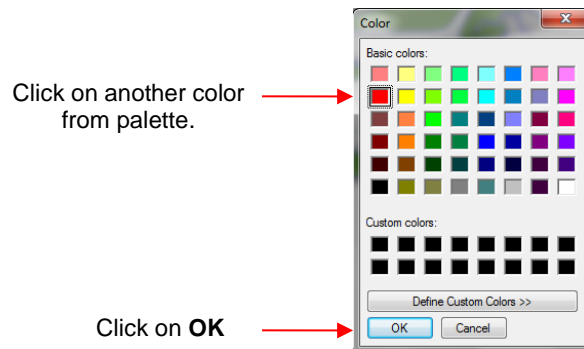 Color
Basic colors:
Click on another color
from palette.
Custom colors:
Define Custom Colors >>
Click on OK
OK
Cancel